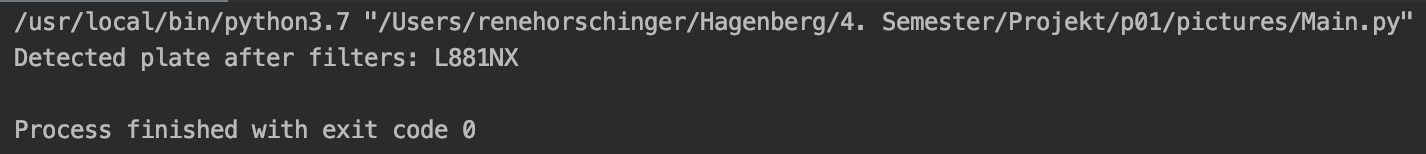 /usr/local/bin/python3.7 "/Users/renehorschinger/Hagenberg/4. Semester/Projekt/p01/pictures/Main.py"
Detected plate after filters: L881NX
Process finished with exit code 0